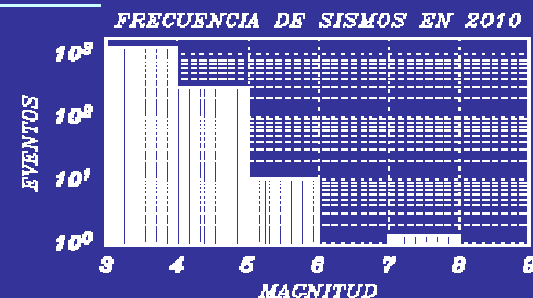 FRECUENCIA DE SISMOS EN 2010
10³
10²
10¹
10⁰
EVENTOS
3 4 5 6 7 8 9
MAGNITUD